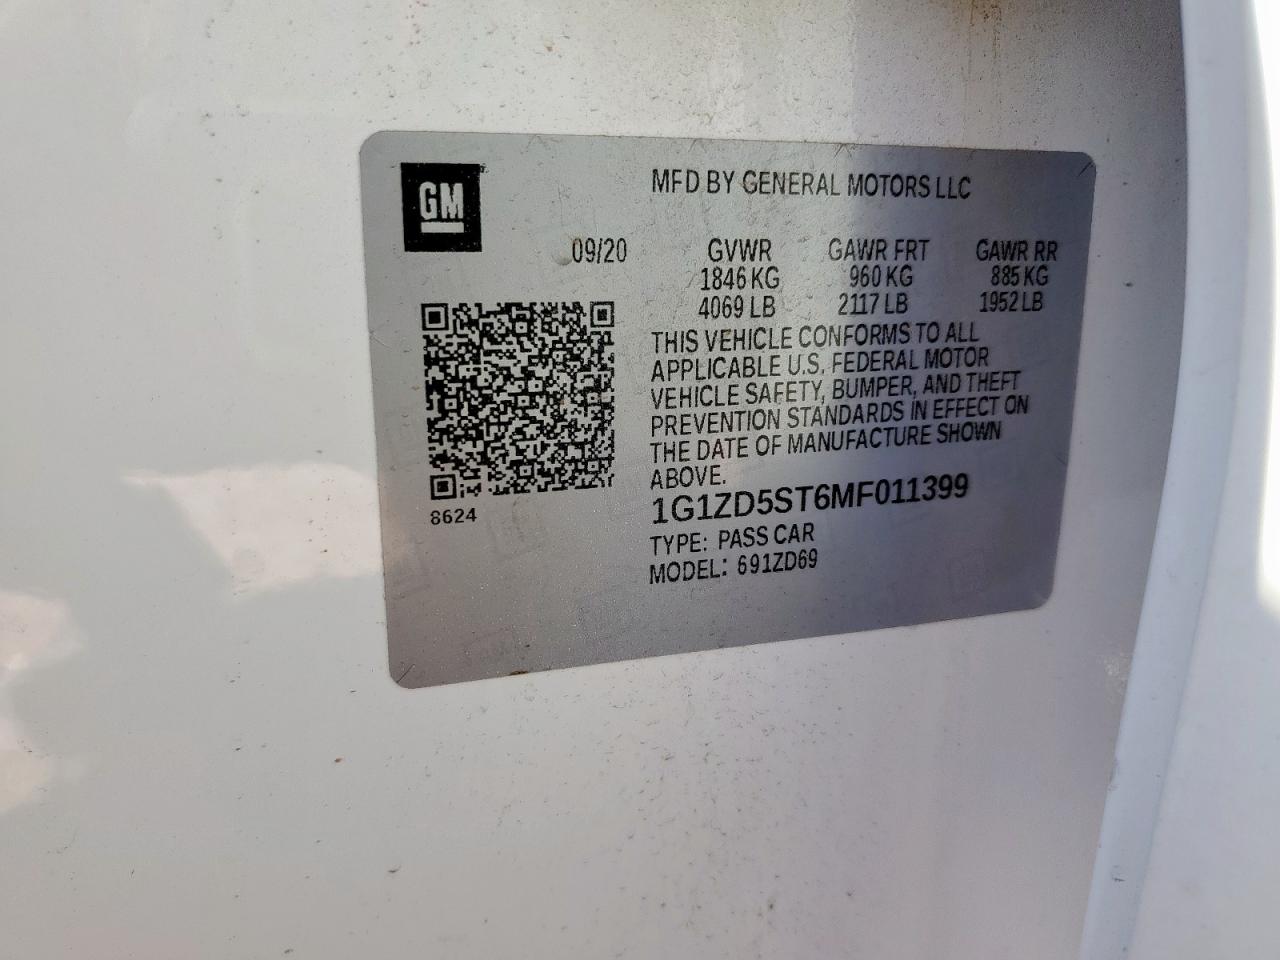 GM
MFD BY GENERAL MOTORS LLC
09/20 GVWR GAWR FRT GAWR RR
1846 KG 960 KG 885 KG
4069 LB 2117 LB 1952 LB
THIS VEHICLE CONFORMS TO ALL
APPLICABLE U.S. FEDERAL MOTOR
VEHICLE SAFETY, BUMPER, AND THEFT
PREVENTION STANDARDS IN EFFECT ON
THE DATE OF MANUFACTURE SHOWN
ABOVE.
8624
1G1ZD5ST6MF011399
TYPE: PASS CAR
MODEL: 691ZD69